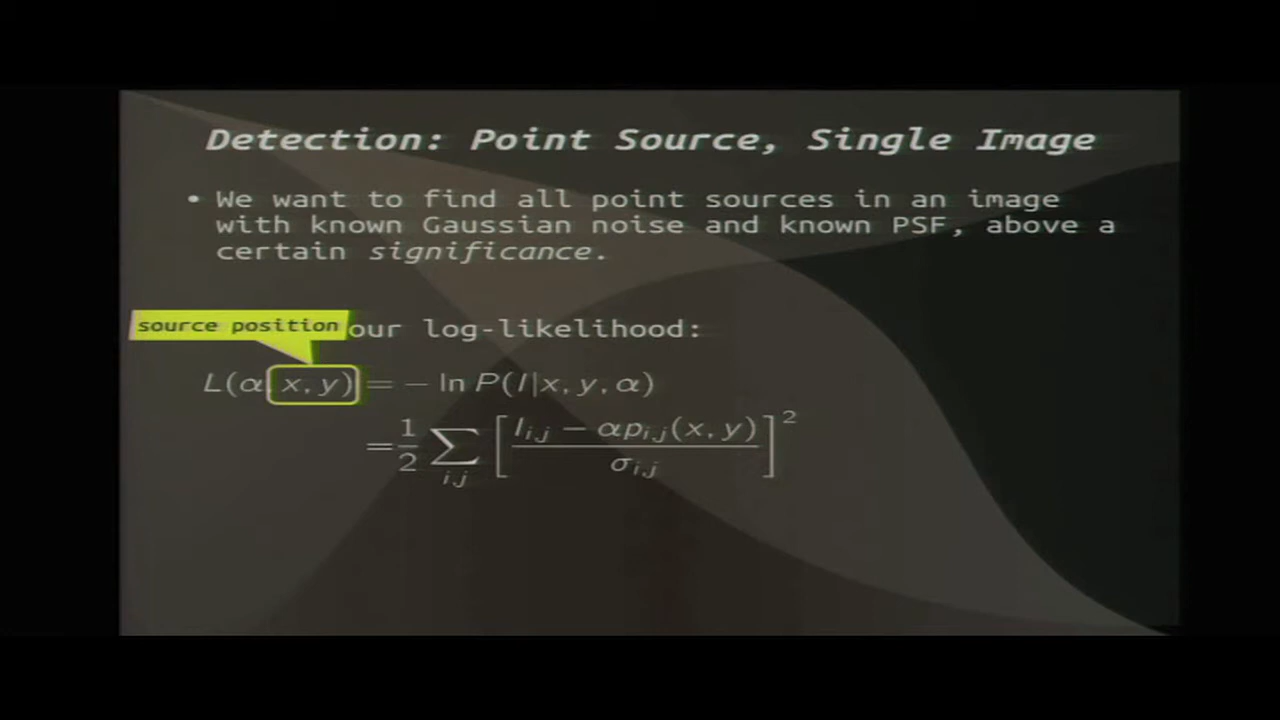 Detection: Point Source, Single Image
• We want to find all point sources in an image
with known Gaussian noise and known PSF, above a
certain significance.
source position
our log-likelihood:
L(α, x, y) = − ln P(I|x, y, α)
= 1/2 ∑_{i,j} [ (I_{i,j} − αp_{i,j}(x, y)) / σ_{i,j} ]²